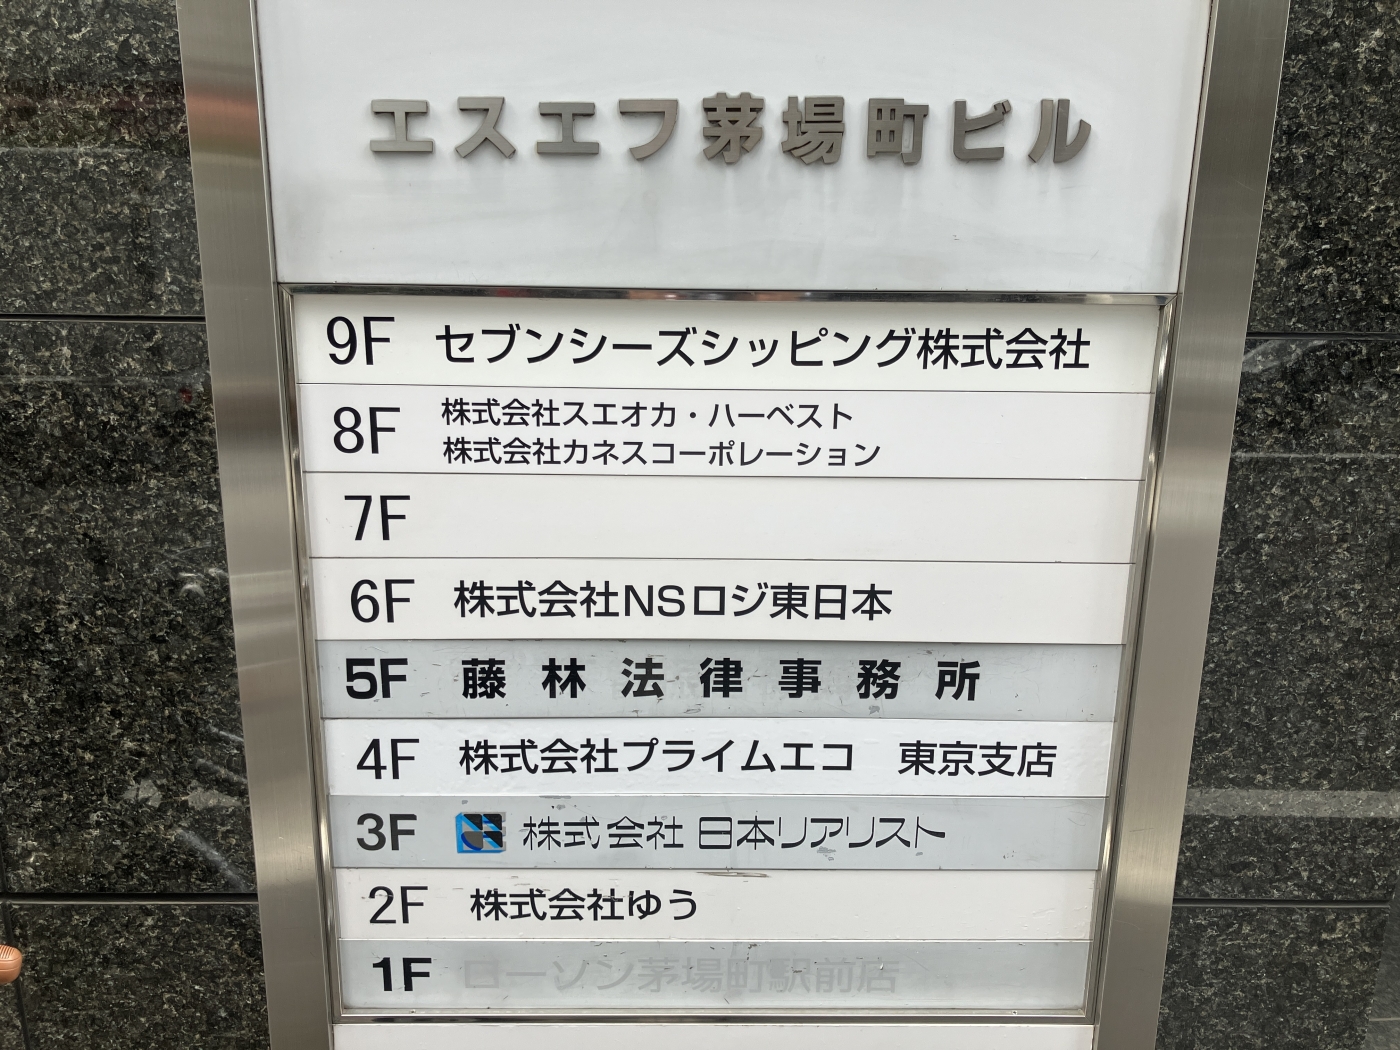 エスエフ茅場町ビル
9F セブンシーズシッピング株式会社
8F 株式会社スエオカ・ハーベスト
株式会社カネスコーポレーション
7F
6F 株式会社NSロジ東日本
5F 藤林法律事務所
4F 株式会社プライムエコ 東京支店
3F 株式会社日本リアリスト
2F 株式会社ゆう
1F ローソン茅場町駅前店